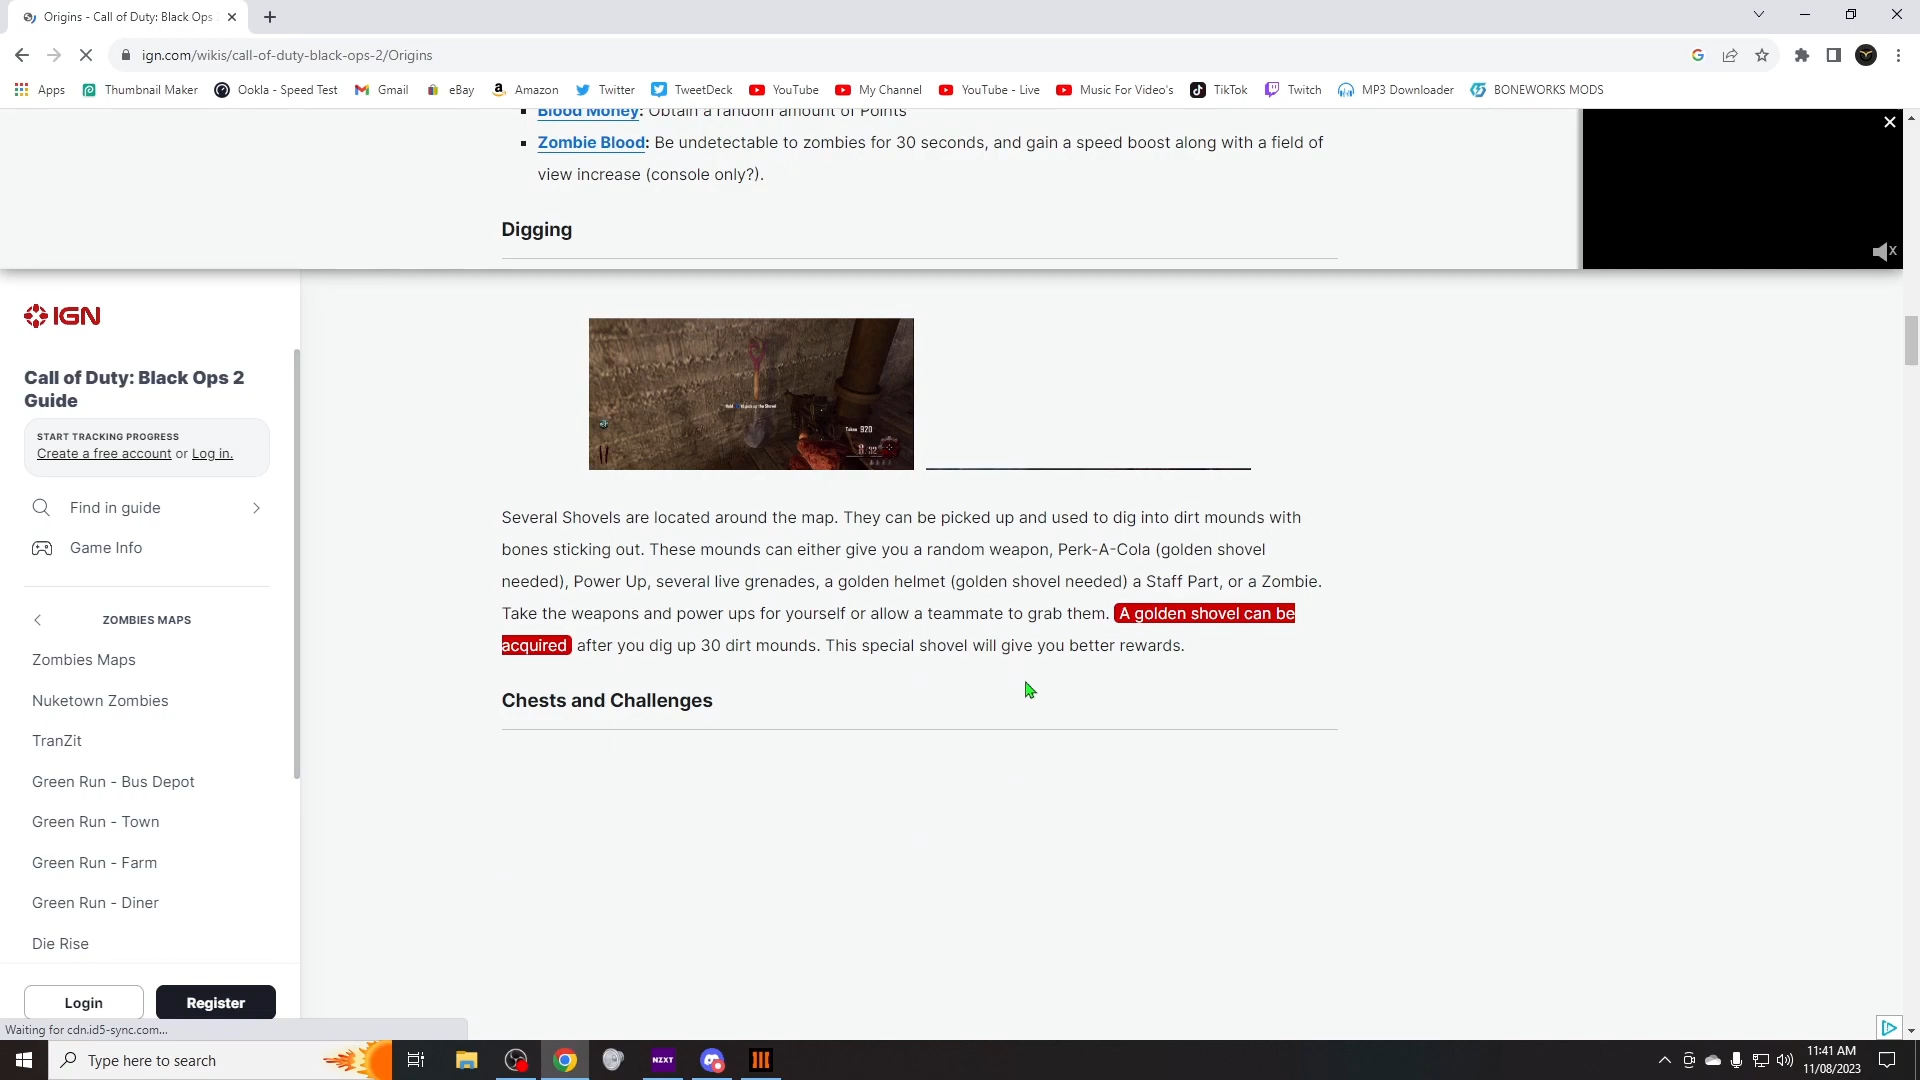 Origins - Call of Duty: Black Ops
ign.com/wikis/call-of-duty-black-ops-2/Origins
Apps Thumbnail Maker Ookla - Speed Test Gmail eBay Amazon Twitter TweetDeck YouTube My Channel YouTube - Live Music For Video's TikTok Twitch MP3 Downloader BONEWORKS MODS
Blood Money: Obtain a random amount of Points
Zombie Blood: Be undetectable to zombies for 30 seconds, and gain a speed boost along with a field of
view increase (console only?).
Digging
IGN
Call of Duty: Black Ops 2
Guide
START TRACKING PROGRESS
Create a free account or Log in.
Find in guide
Game Info
ZOMBIES MAPS
Zombies Maps
Nuketown Zombies
TranZit
Green Run - Bus Depot
Green Run - Town
Green Run - Farm
Green Run - Diner
Die Rise
Login Register
Several Shovels are located around the map. They can be picked up and used to dig into dirt mounds with
bones sticking out. These mounds can either give you a random weapon, Perk-A-Cola (golden shovel
needed), Power Up, several live grenades, a golden helmet (golden shovel needed) a Staff Part, or a Zombie.
Take the weapons and power ups for yourself or allow a teammate to grab them. A golden shovel can be
acquired after you dig up 30 dirt mounds. This special shovel will give you better rewards.
Chests and Challenges
Waiting for cdn.id5-sync.com...
Type here to search
NZXT
11:41 AM
11/08/2023